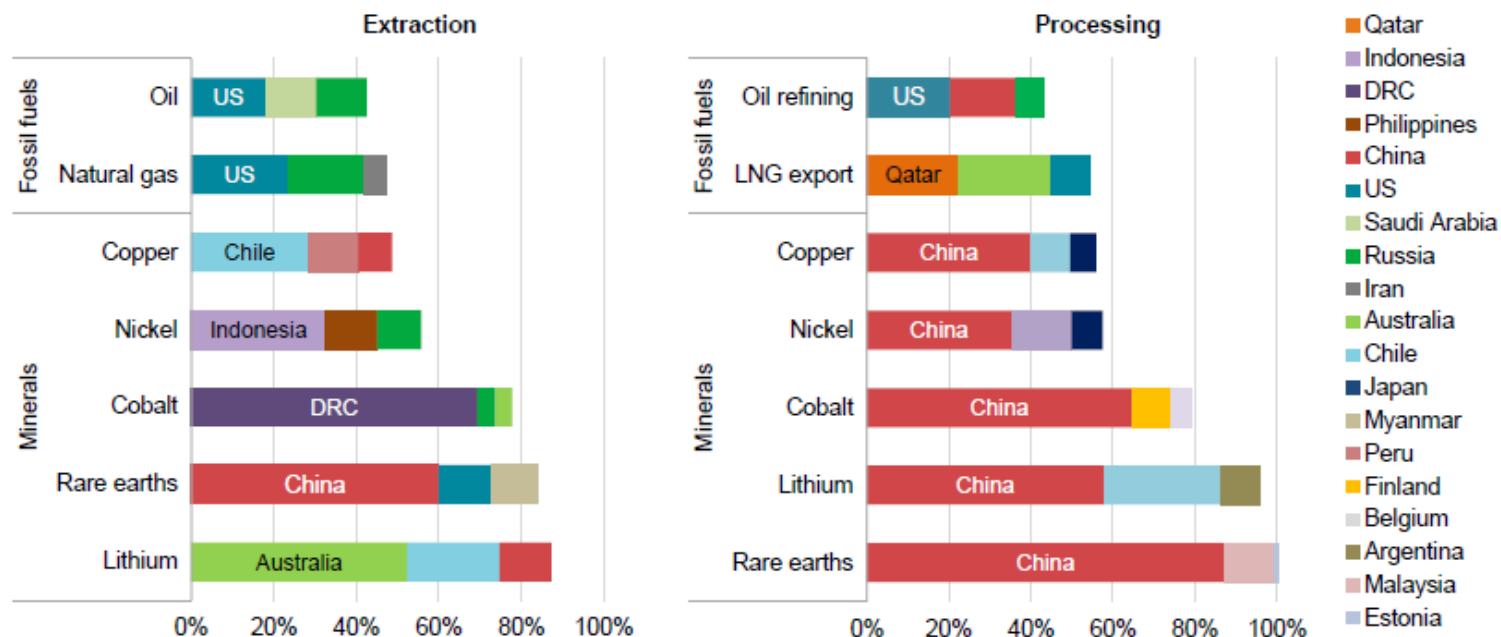 Extraction
Fossil fuels
Oil
US
Natural gas
US
Minerals
Copper
Chile
Nickel
Indonesia
Cobalt
DRC
Rare earths
China
Lithium
Australia
0% 20% 40% 60% 80% 100%
Processing
Fossil fuels
Oil refining
US
LNG export
Qatar
Minerals
Copper
China
Nickel
China
Cobalt
China
Lithium
China
Rare earths
China
0% 20% 40% 60% 80% 100%
Qatar
Indonesia
DRC
Philippines
China
US
Saudi Arabia
Russia
Iran
Australia
Chile
Japan
Myanmar
Peru
Finland
Belgium
Argentina
Malaysia
Estonia